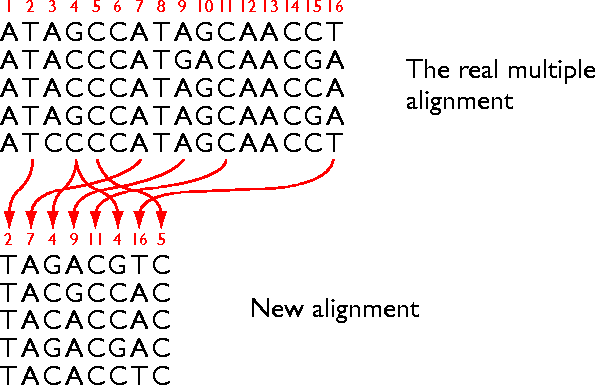 1 2 3 4 5 6 7 8 9 10 11 12 13 14 15 16
ATAGCCATAGCAACCT
ATACCCATGACAACGA
ATACCCATAGCAACCA
ATAGCCATAGCAACGA
ATCCCCATAGCAACCT
The real multiple
alignment
2 7 4 9 11 4 16 5
TAGACGTC
TACGCCAC
TACACCAC
TAGACGAC
TACACCTC
New alignment